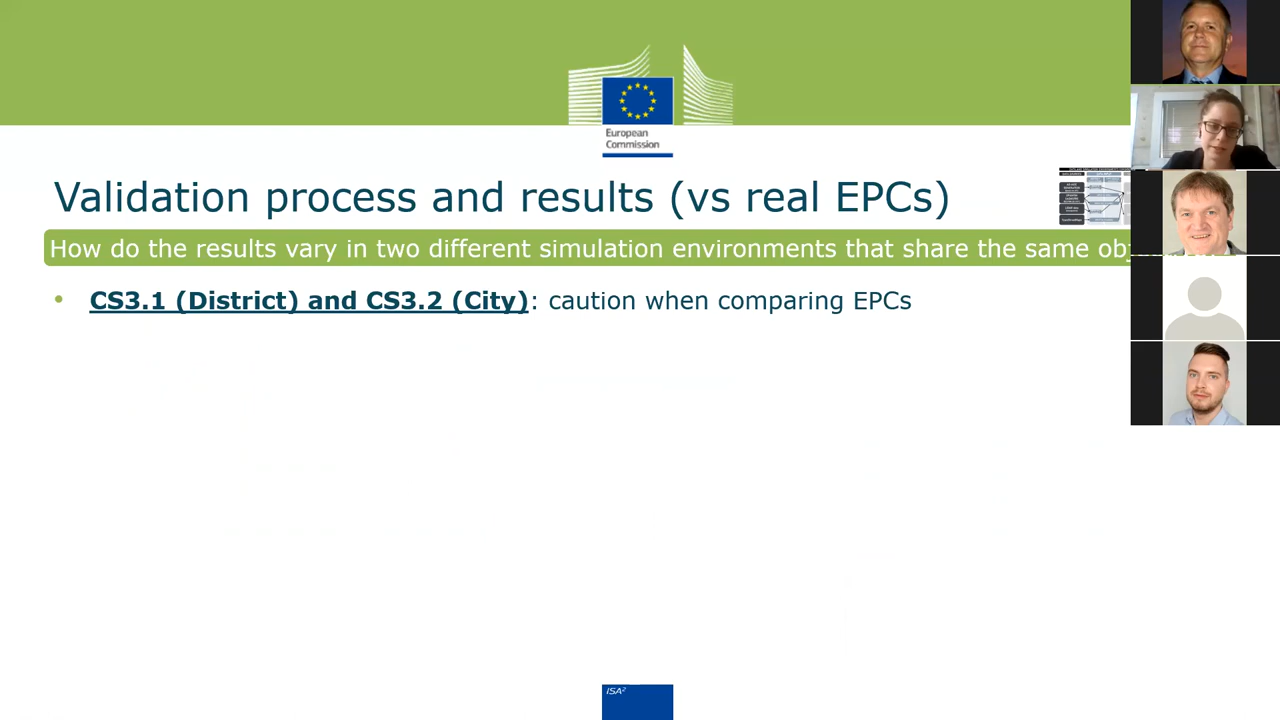 European
Commission
Validation process and results (vs real EPCs)
How do the results vary in two different simulation environments that share the same
• CS3.1 (District) and CS3.2 (City): caution when comparing EPCs
ISA²